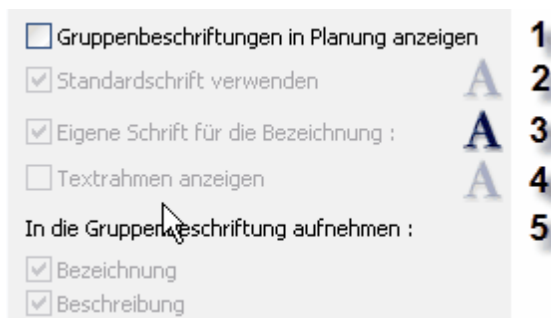 Gruppenbeschriftungen in Planung anzeigen 1
Standardschrift verwenden A 2
Eigene Schrift für die Bezeichnung : A 3
Textrahmen anzeigen A 4
In die Gruppenbeschriftung aufnehmen : 5
Bezeichnung
Beschreibung